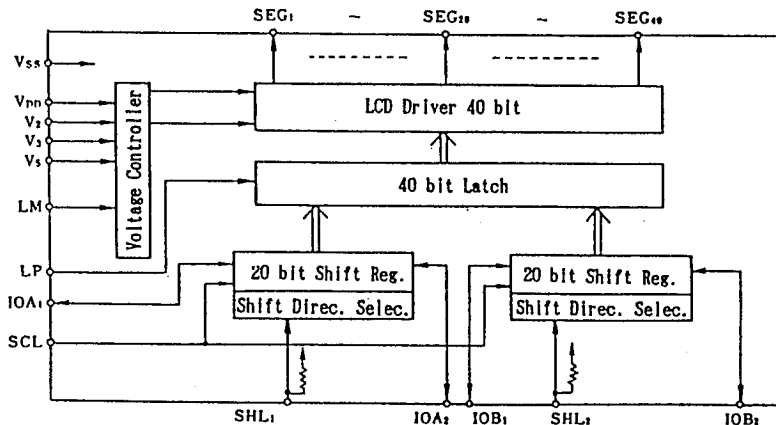 SEG₁ ~ SEG₂₀ ~ SEG₄₀
Vss
VDD
V₂
V₃
V₅
LM
LP
IOA₁
SCL
Voltage Controller
LCD Driver 40 bit
40 bit Latch
20 bit Shift Reg.
Shift Direc. Selec.
20 bit Shift Reg.
Shift Direc. Selec.
SHL₁ IOA₂ IOB₁ SHL₂ IOB₂